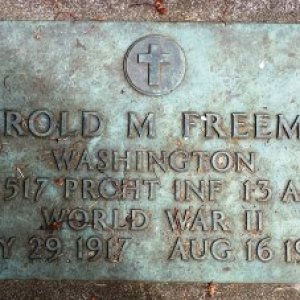 ROLD M FREEM
WASHINGTON
517 PRCHT INF 13 A
WORLD WAR II
Y 29 1917 AUG 16 19